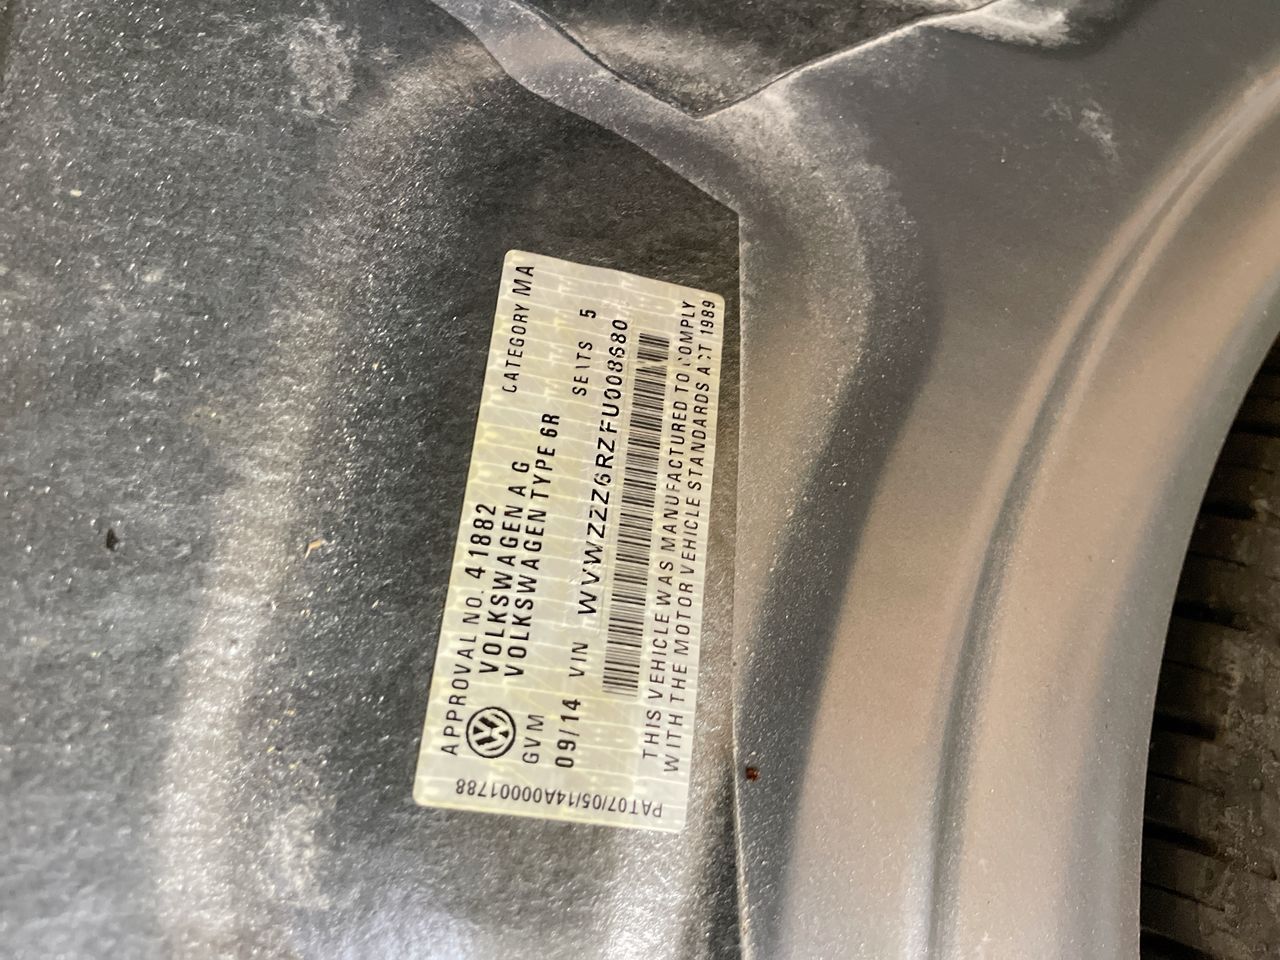 APPROVAL NO. 41882 CATEGORY MA
VOLKSWAGEN A G
VOLKSWAGEN TYPE 6R
GVM SEATS 5
09/14 VIN WVWZZZ6RZFU008680
THIS VEHICLE WAS MANUFACTURED TO COMPLY
WITH THE MOTOR VEHICLE STANDARDS ACT 1989
PAT07/05/14A00001788